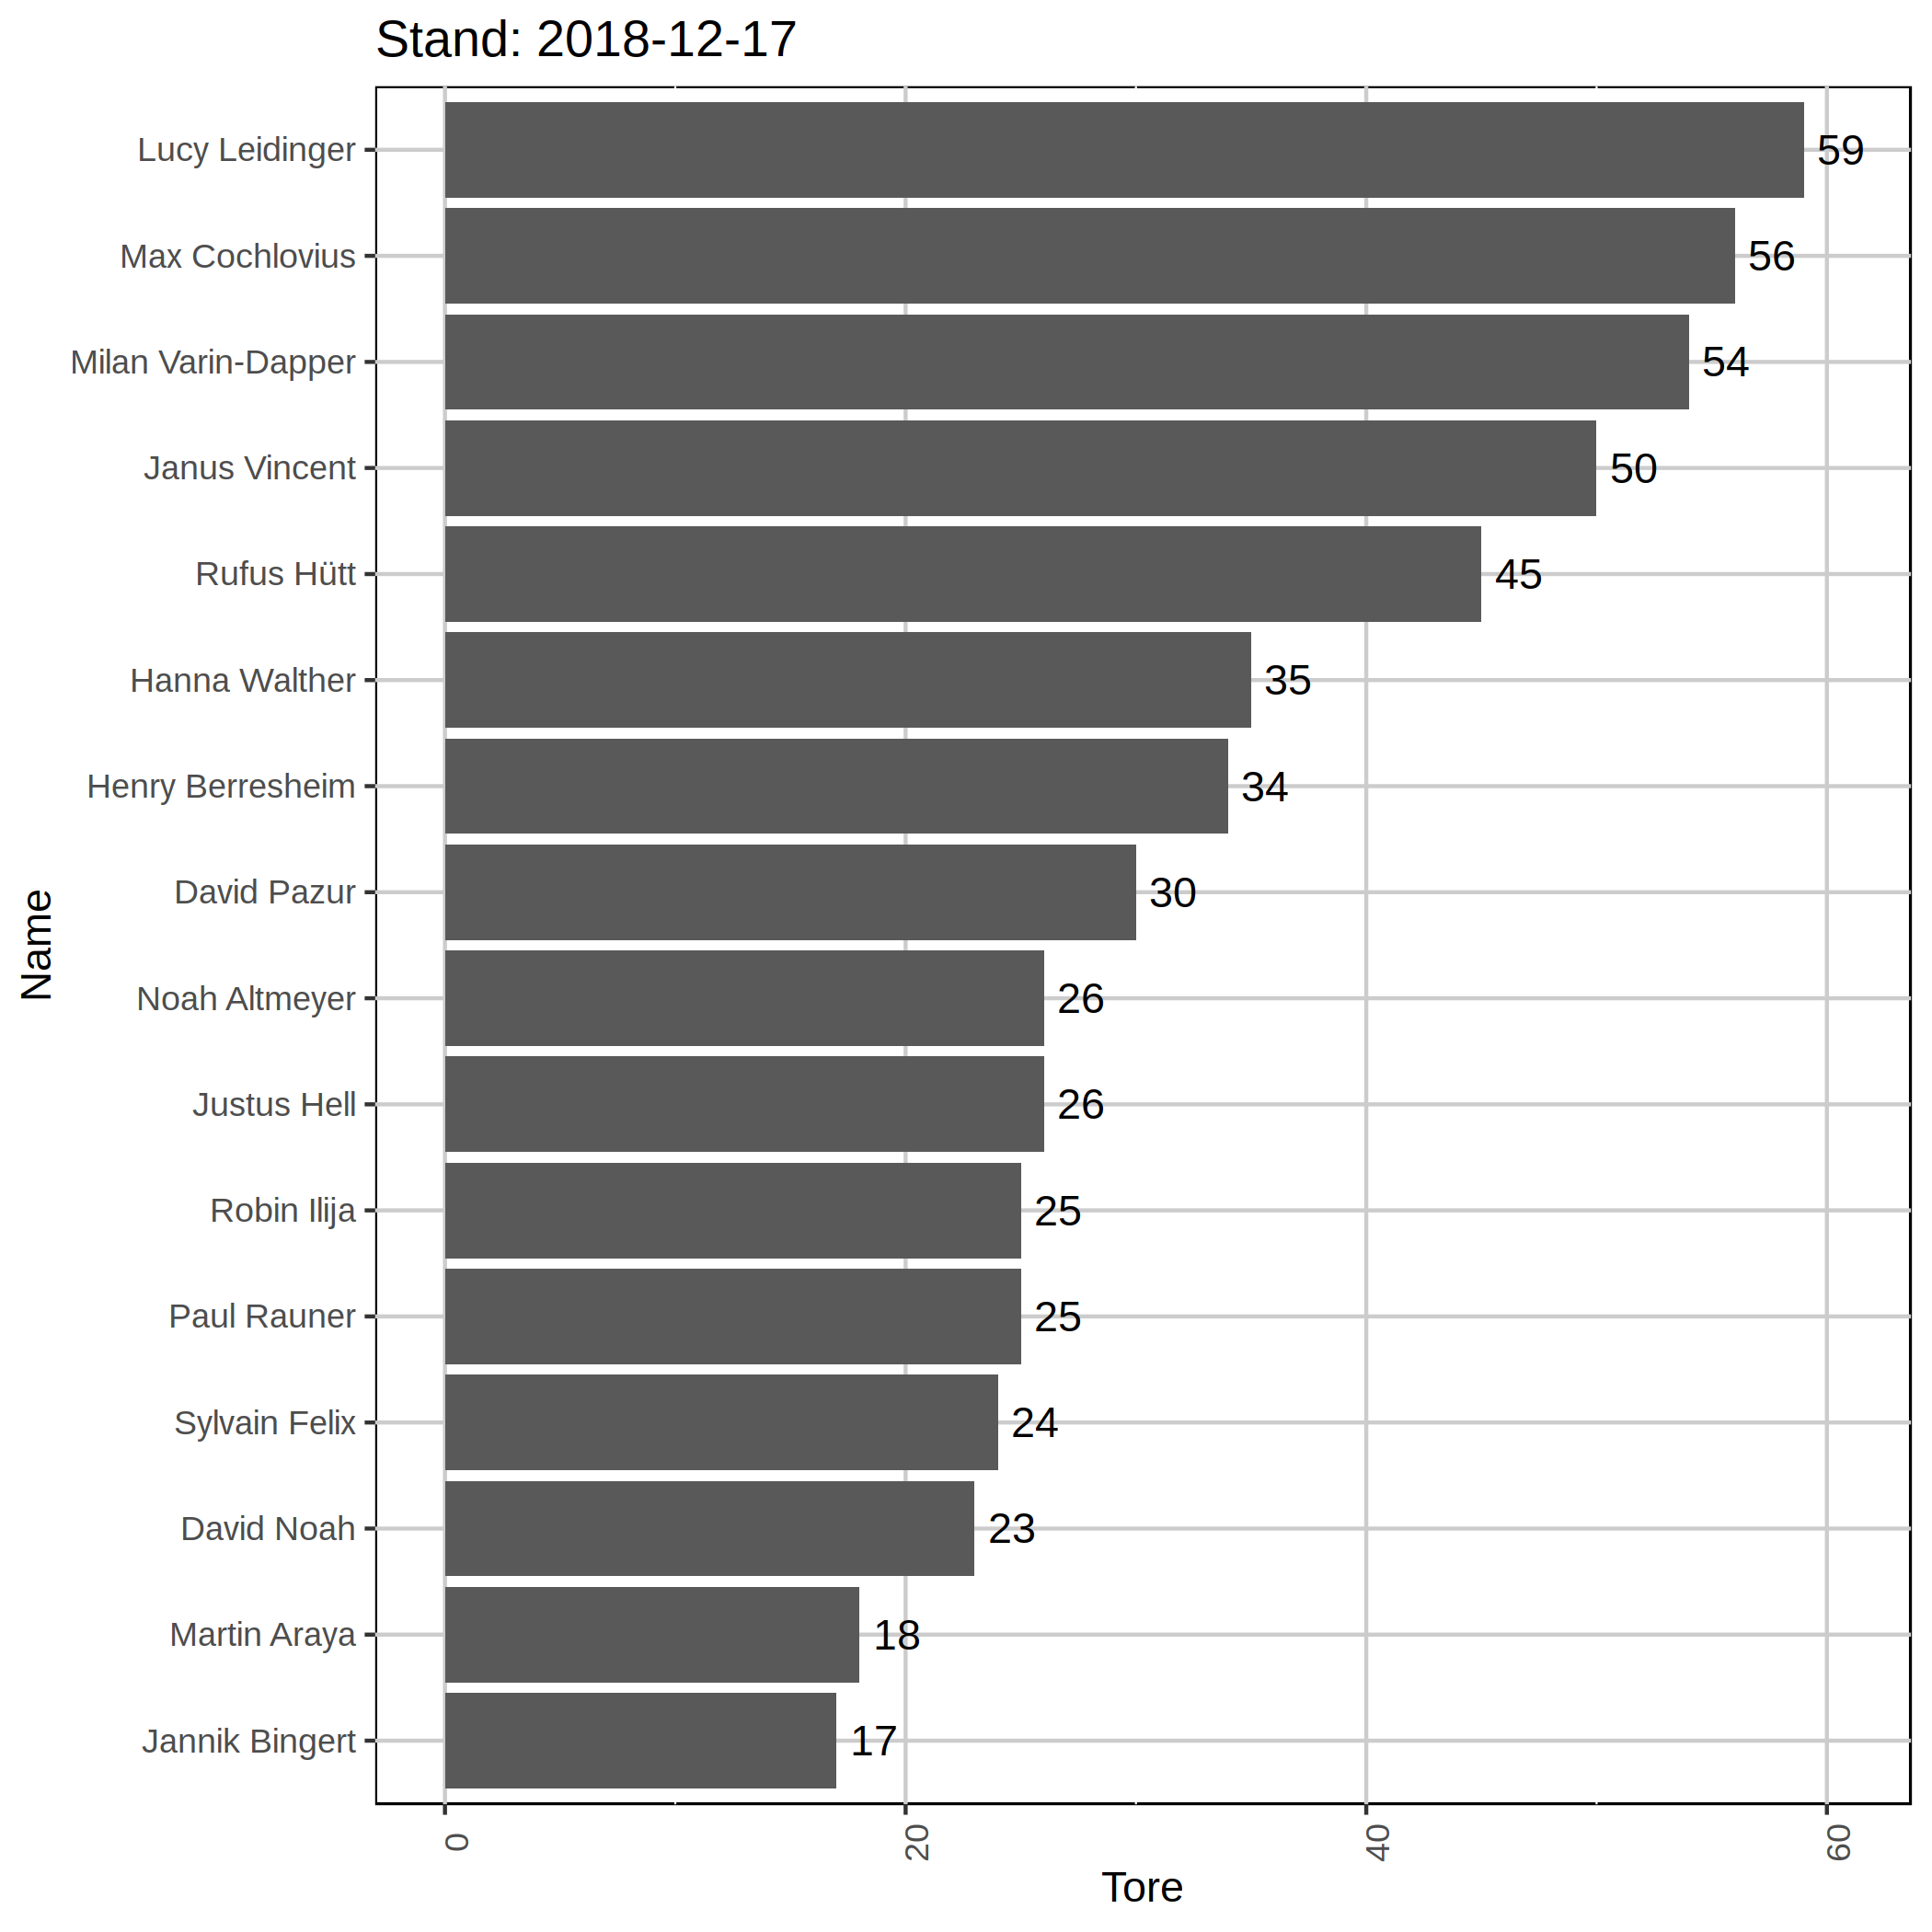 Stand: 2018-12-17
Lucy Leidinger 59
Max Cochlovius 56
Milan Varin-Dapper 54
Janus Vincent 50
Rufus Hütt 45
Hanna Walther 35
Henry Berresheim 34
David Pazur 30
Noah Altmeyer 26
Justus Hell 26
Robin Ilija 25
Paul Rauner 25
Sylvain Felix 24
David Noah 23
Martin Araya 18
Jannik Bingert 17
Name
0 20 40 60
Tore